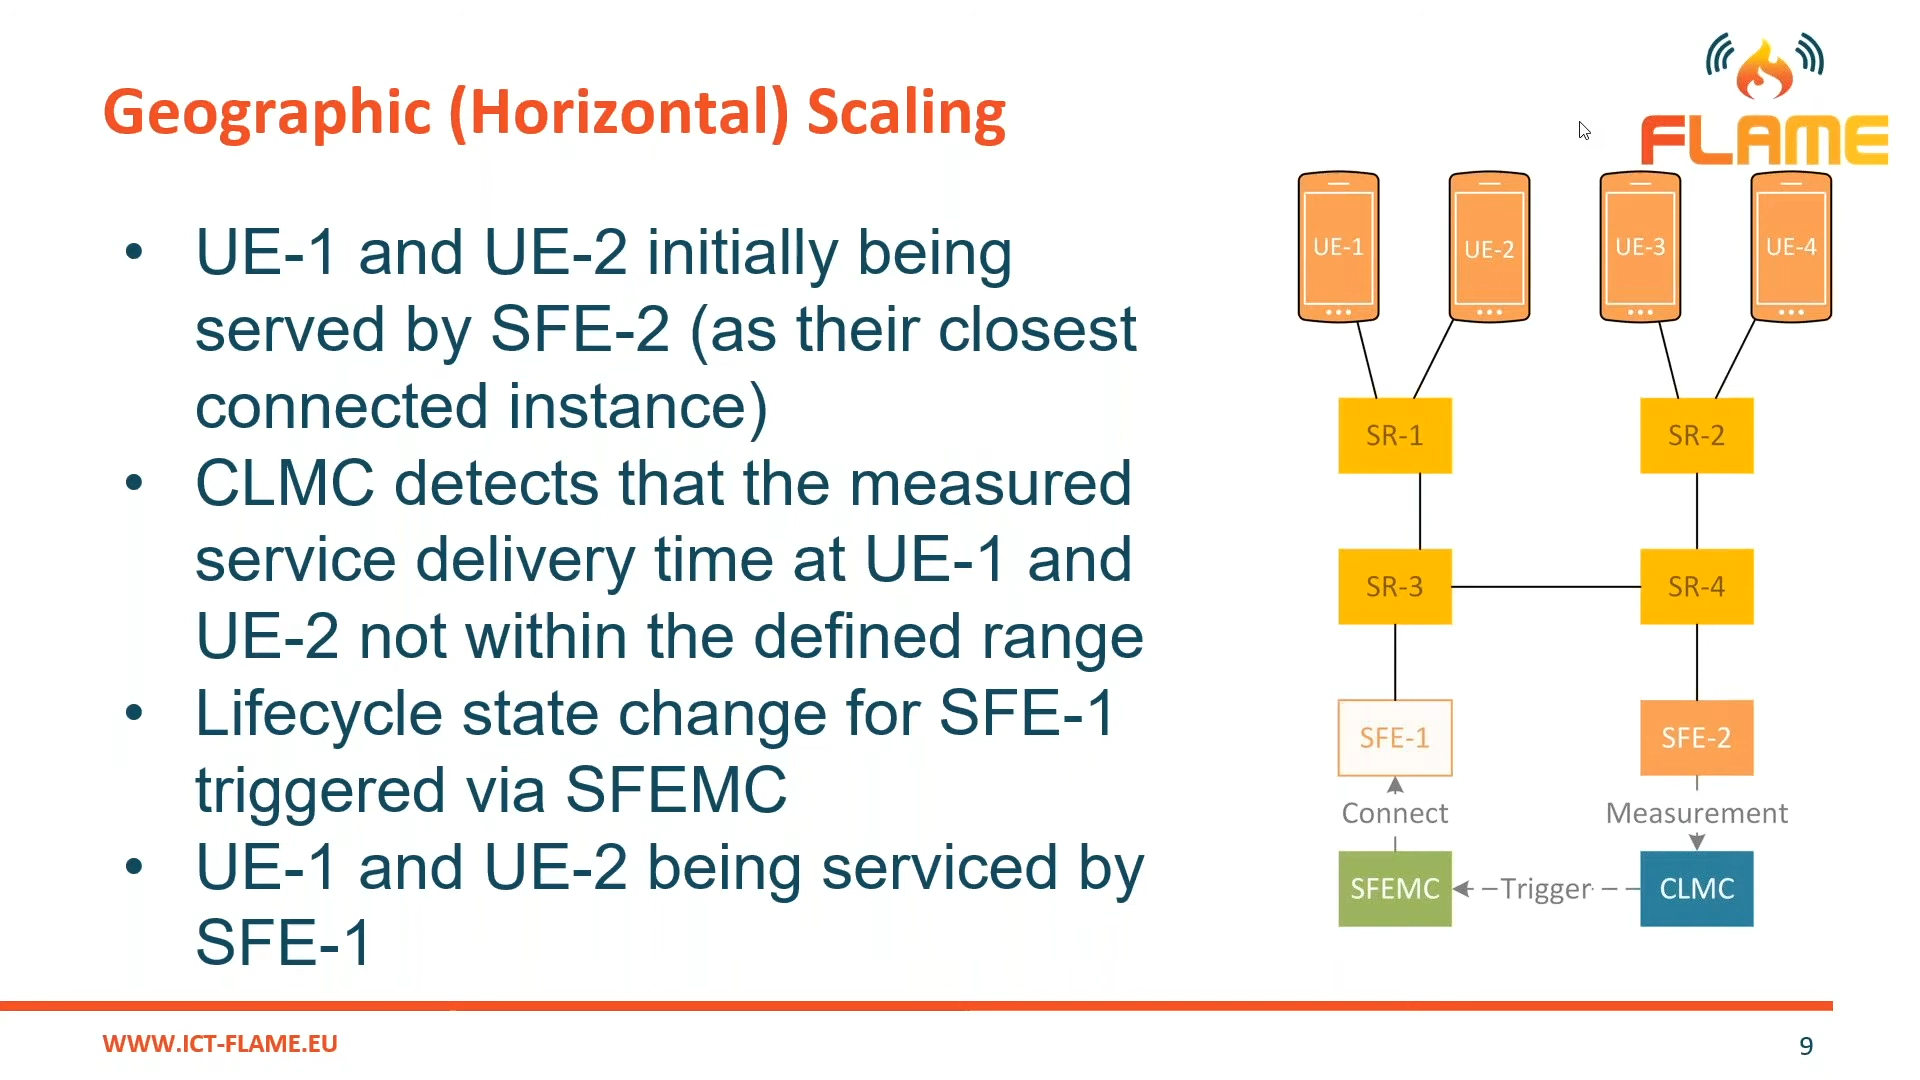 Geographic (Horizontal) Scaling
FLAME
• UE-1 and UE-2 initially being
served by SFE-2 (as their closest
connected instance)
• CLMC detects that the measured
service delivery time at UE-1 and
UE-2 not within the defined range
• Lifecycle state change for SFE-1
triggered via SFEMC
• UE-1 and UE-2 being serviced by
SFE-1
UE-1
UE-2
UE-3
UE-4
SR-1
SR-2
SR-3
SR-4
SFE-1
SFE-2
Connect
Measurement
SFEMC
Trigger
CLMC
WWW.ICT-FLAME.EU
9